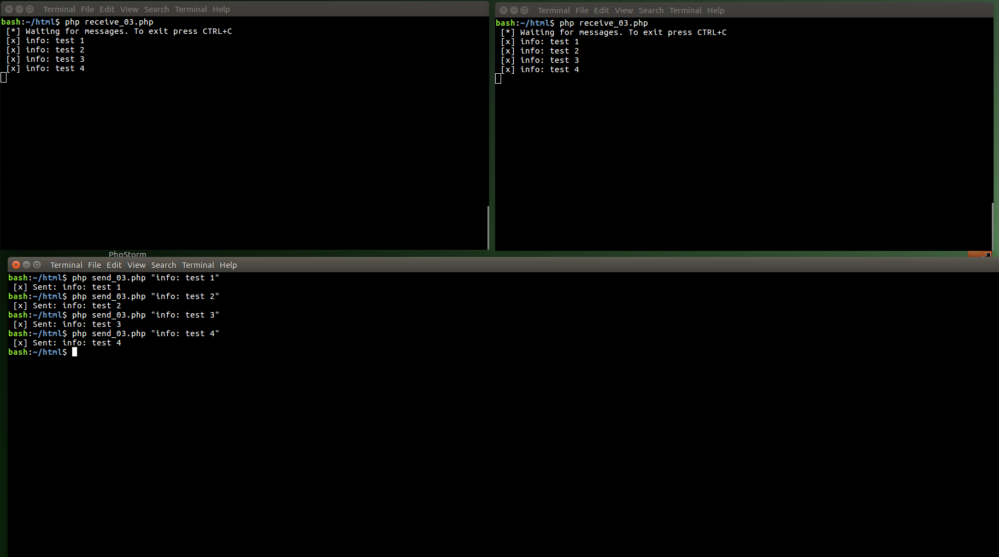 Terminal File Edit View Search Terminal Help
bash:~/html$ php receive_03.php
[*] Waiting for messages. To exit press CTRL+C
[x] info: test 1
[x] info: test 2
[x] info: test 3
[x] info: test 4
Terminal File Edit View Search Terminal Help
bash:~/html$ php receive_03.php
[*] Waiting for messages. To exit press CTRL+C
[x] info: test 1
[x] info: test 2
[x] info: test 3
[x] info: test 4
PhpStorm
Terminal File Edit View Search Terminal Help
bash:~/html$ php send_03.php "info: test 1"
[x] Sent: info: test 1
bash:~/html$ php send_03.php "info: test 2"
[x] Sent: info: test 2
bash:~/html$ php send_03.php "info: test 3"
[x] Sent: info: test 3
bash:~/html$ php send_03.php "info: test 4"
[x] Sent: info: test 4
bash:~/html$